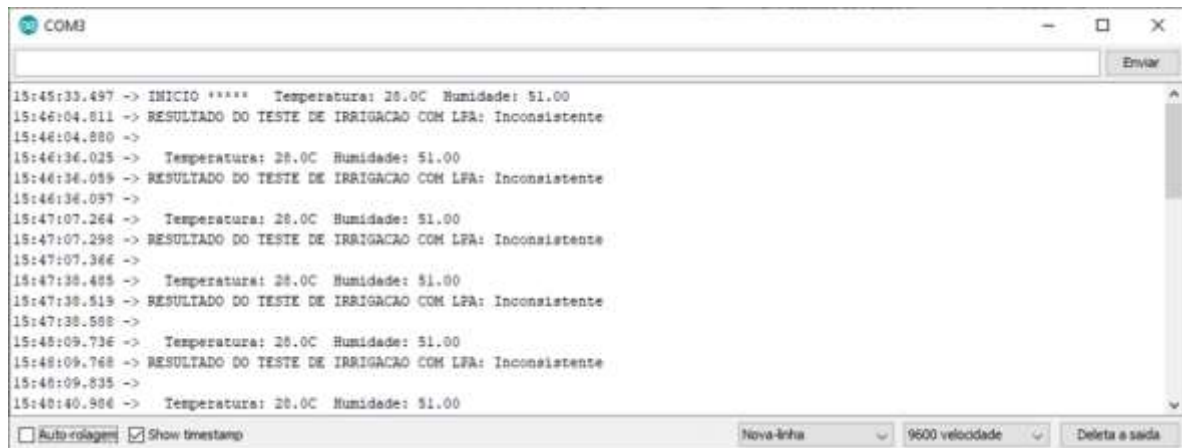 COM3
Enviar
15:45:33.497 -> INICIO ***** Temperatura: 28.0C Humidade: 51.00
15:46:04.811 -> RESULTADO DO TESTE DE IRRIGACAO COM LPA: Inconsistente
15:46:04.880 ->
15:46:36.025 -> Temperatura: 28.0C Humidade: 51.00
15:46:36.059 -> RESULTADO DO TESTE DE IRRIGACAO COM LPA: Inconsistente
15:46:36.097 ->
15:47:07.264 -> Temperatura: 28.0C Humidade: 51.00
15:47:07.298 -> RESULTADO DO TESTE DE IRRIGACAO COM LPA: Inconsistente
15:47:07.366 ->
15:47:38.485 -> Temperatura: 28.0C Humidade: 51.00
15:47:38.519 -> RESULTADO DO TESTE DE IRRIGACAO COM LPA: Inconsistente
15:47:38.588 ->
15:48:09.736 -> Temperatura: 28.0C Humidade: 51.00
15:48:09.768 -> RESULTADO DO TESTE DE IRRIGACAO COM LPA: Inconsistente
15:48:09.835 ->
15:48:40.986 -> Temperatura: 28.0C Humidade: 51.00
Auto-rolagem Show timestamp Nova-linha 9600 velocidade Deleta a saida